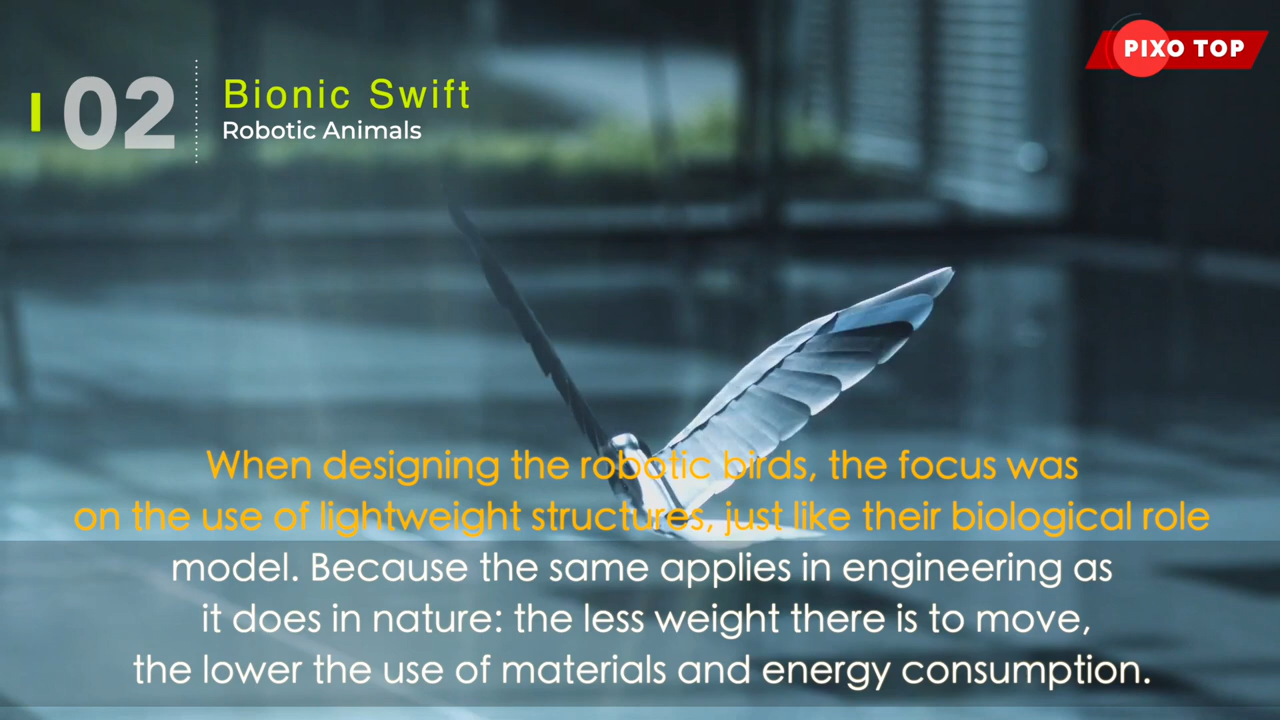 PIXO TOP
02
Bionic Swift
Robotic Animals
When designing the robotic birds, the focus was
on the use of lightweight structures, just like their biological role
model. Because the same applies in engineering as
it does in nature: the less weight there is to move,
the lower the use of materials and energy consumption.